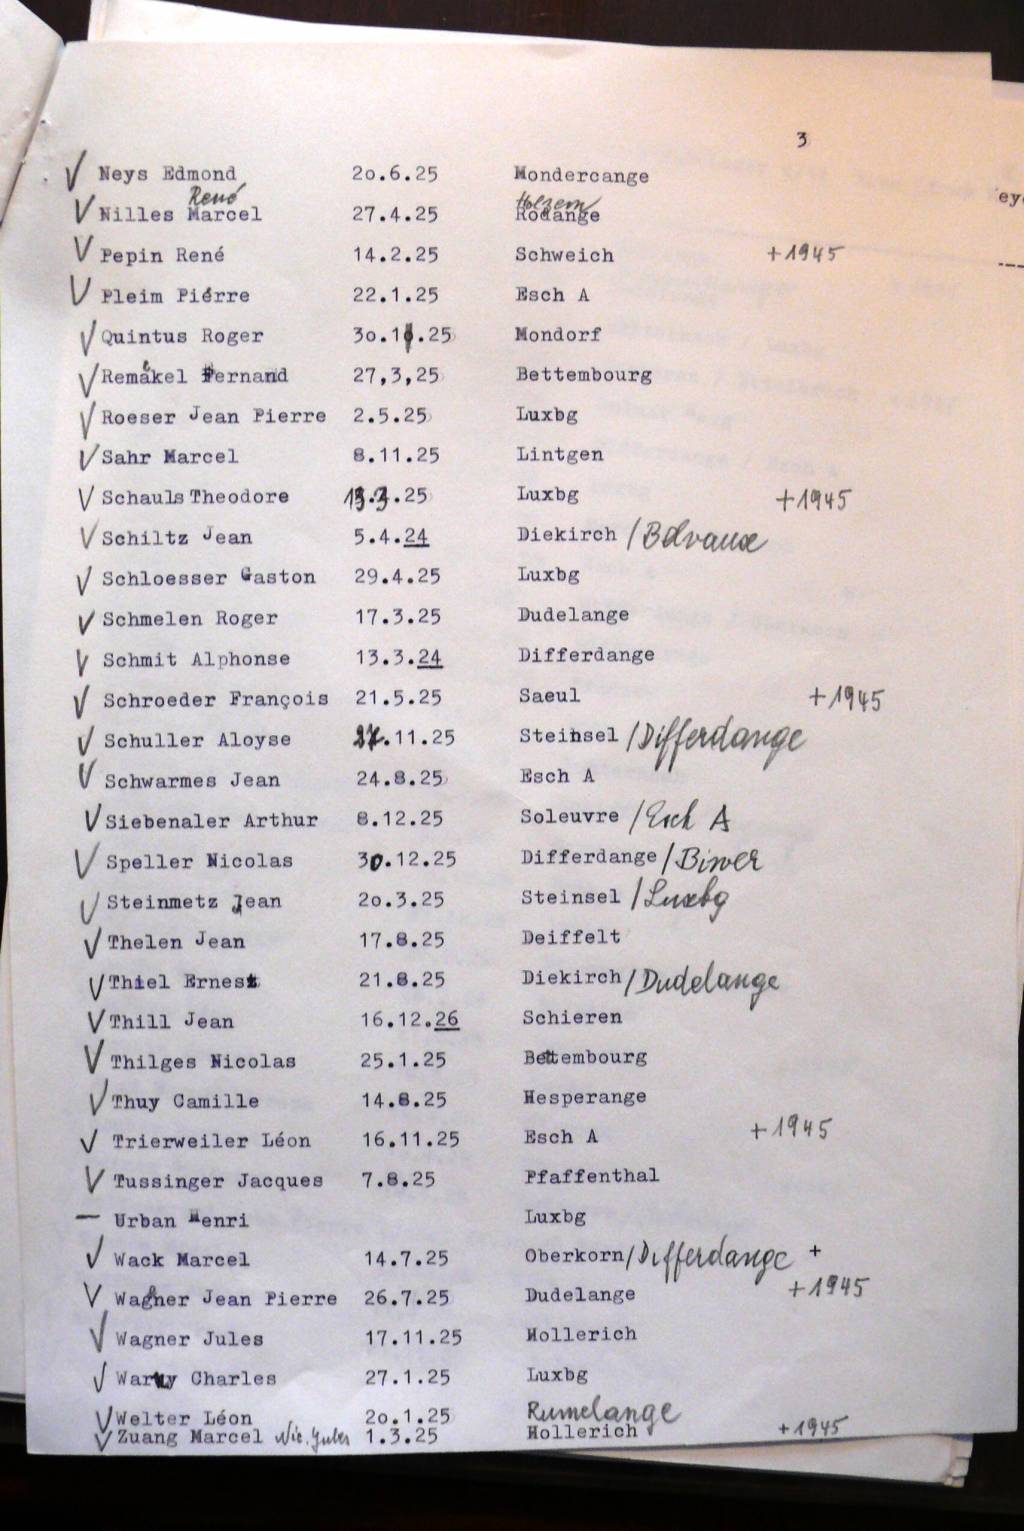 3
✓ Neys Edmond 20.6.25 Mondercange
René Holzem
✓ Nilles Marcel 27.4.25 Rodange
✓ Pepin René 14.2.25 Schweich +1945
✓ Pleim Piérre 22.1.25 Esch A
✓ Quintus Roger 30.1 .25 Mondorf
✓ Remakel Fernand 27,3,25 Bettembourg
✓ Roeser Jean Pierre 2.5.25 Luxbg
✓ Sahr Marcel 8.11.25 Lintgen
✓ Schauls Theodore 13.3.25 Luxbg +1945
✓ Schiltz Jean 5.4.24 Diekirch /Belvaux
✓ Schloesser Gaston 29.4.25 Luxbg
✓ Schmelen Roger 17.3.25 Dudelange
✓ Schmit Alphonse 13.3.24 Differdange
✓ Schroeder François 21.5.25 Saeul +1945
✓ Schuller Aloyse .11.25 Steinsel /Differdange
✓ Schwarmes Jean 24.8.25 Esch A
✓ Siebenaler Arthur 8.12.25 Soleuvre /Esch A
✓ Speller Nicolas 30.12.25 Differdange /Biwer
✓ Steinmetz Jean 20.3.25 Steinsel /Luxbg
✓ Thelen Jean 17.8.25 Deiffelt
✓ Thiel Ernest 21.8.25 Diekirch/Dudelange
✓ Thill Jean 16.12.26 Schieren
✓ Thilges Nicolas 25.1.25 Bettembourg
✓ Thuy Camille 14.8.25 Hesperange
✓ Trierweiler Léon 16.11.25 Esch A +1945
✓ Tussinger Jacques 7.8.25 Pfaffenthal
— Urban Henri Luxbg
✓ Wack Marcel 14.7.25 Oberkorn/Differdange +
✓ Wagner Jean Pierre 26.7.25 Dudelange +1945
✓ Wagner Jules 17.11.25 Hollerich
✓ Charles 27.1.25 Luxbg
✓ Welter Léon 20.1.25 Rumelange
✓ Zuang Marcel Nic. Jules 1.3.25 Hollerich +1945